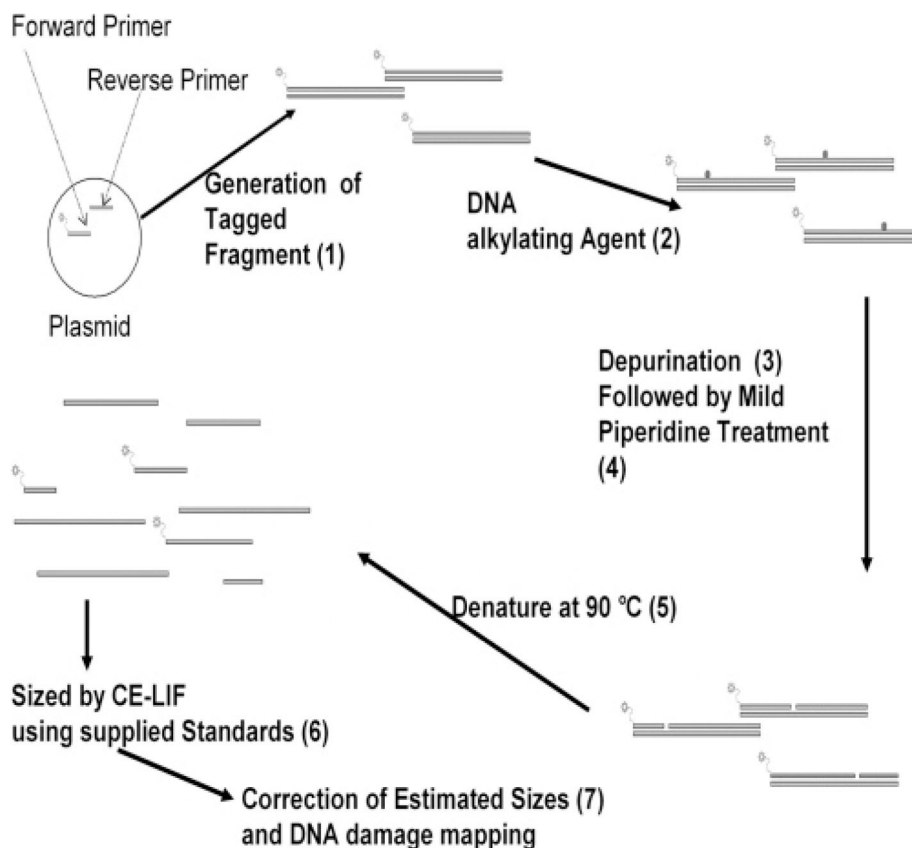 Forward Primer
Reverse Primer
Plasmid
Generation of
Tagged
Fragment (1)
DNA
alkylating Agent (2)
Depurination (3)
Followed by Mild
Piperidine Treatment
(4)
Denature at 90 °C (5)
Sized by CE-LIF
using supplied Standards (6)
Correction of Estimated Sizes (7)
and DNA damage mapping